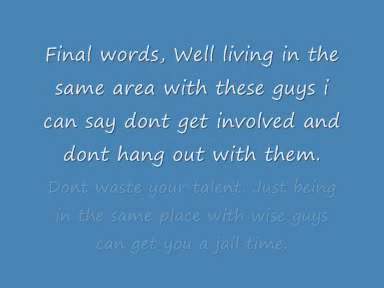 Final words, Well living in the
same area with these guys i
can say dont get involved and
dont hang out with them.
Dont waste your talent. Just being
in the same place with wise guys
can get you a jail time.